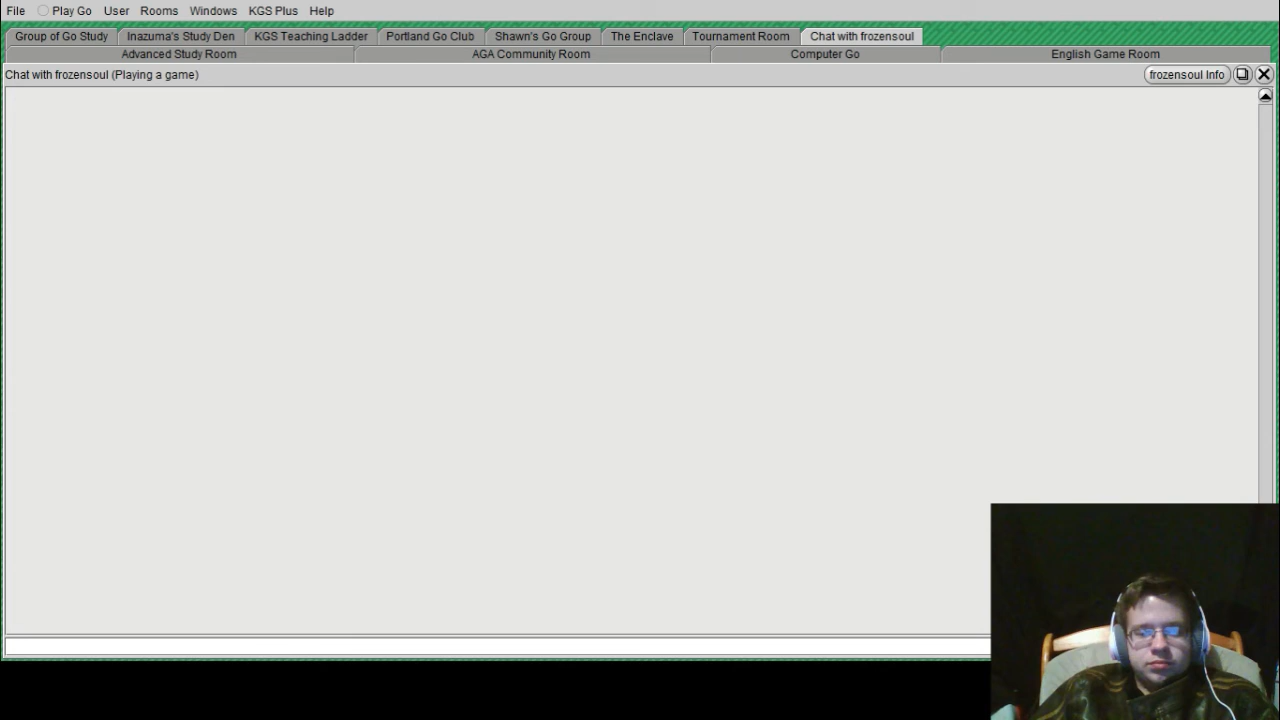 File Play Go User Rooms Windows KGS Plus Help
Group of Go Study Inazuma's Study Den KGS Teaching Ladder Portland Go Club Shawn's Go Group The Enclave Tournament Room Chat with frozensoul
Advanced Study Room AGA Community Room Computer Go English Game Room
Chat with frozensoul (Playing a game) frozensoul Info